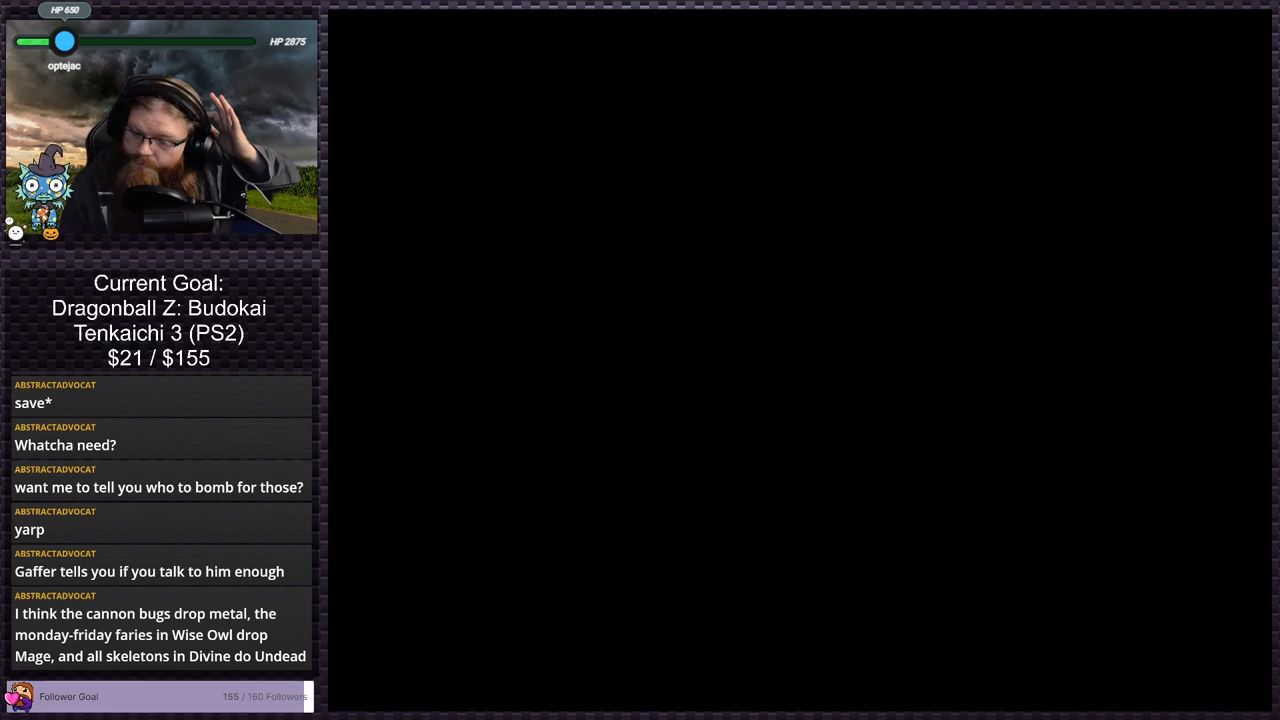 HP 650
HP 2875
optejac
Current Goal:
Dragonball Z: Budokai
Tenkaichi 3 (PS2)
$21 / $155
ABSTRACTADVOCAT
save*
ABSTRACTADVOCAT
Whatcha need?
ABSTRACTADVOCAT
want me to tell you who to bomb for those?
ABSTRACTADVOCAT
yarp
ABSTRACTADVOCAT
Gaffer tells you if you talk to him enough
ABSTRACTADVOCAT
I think the cannon bugs drop metal, the
monday-friday faries in Wise Owl drop
Mage, and all skeletons in Divine do Undead
Follower Goal
155 / 160 Followers